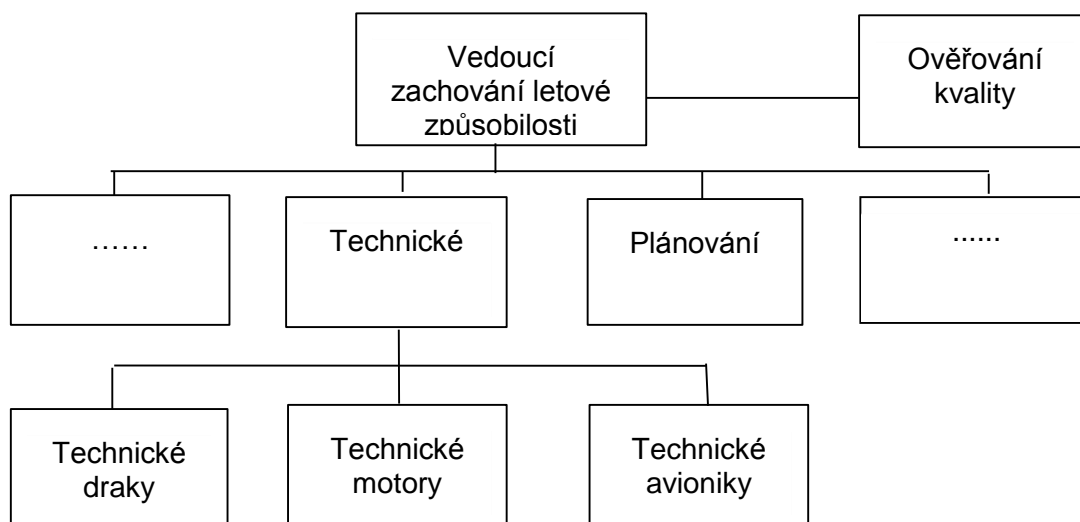 Vedoucí
zachování letové
způsobilosti
Ověřování
kvality
……
Technické
Plánování
......
Technické
draky
Technické
motory
Technické
avioniky